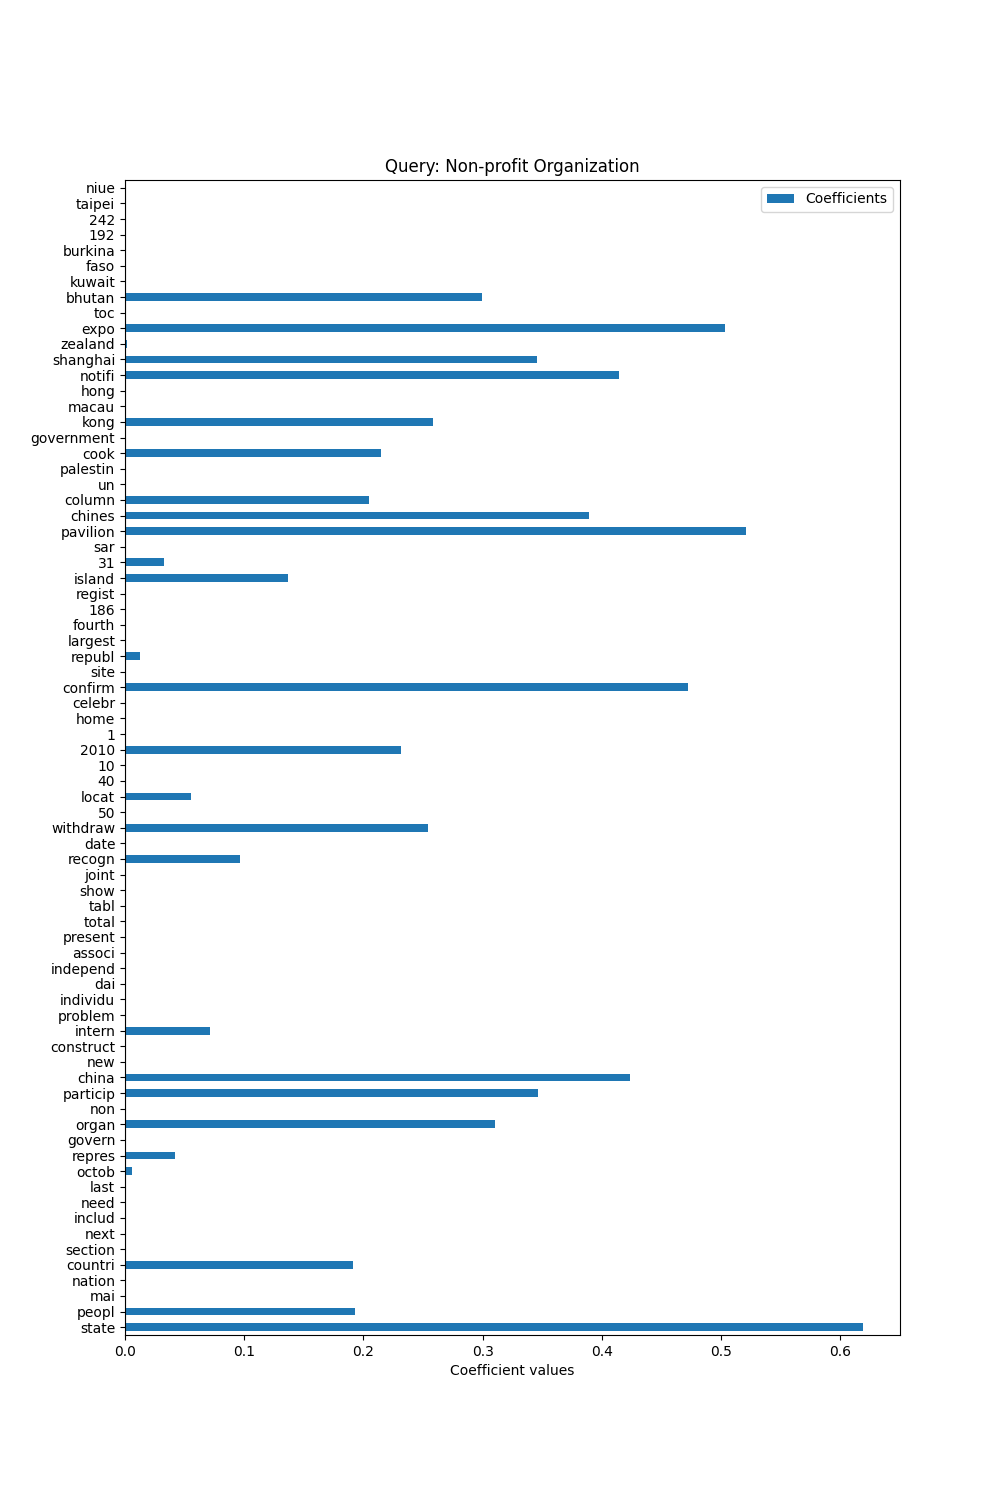 Query: Non-profit Organization
Coefficients
niue
taipei
242
192
burkina
faso
kuwait
bhutan
toc
expo
zealand
shanghai
notifi
hong
macau
kong
government
cook
palestin
un
column
chines
pavilion
sar
31
island
regist
186
fourth
largest
republ
site
confirm
celebr
home
1
2010
10
40
locat
50
withdraw
date
recogn
joint
show
tabl
total
present
associ
independ
dai
individu
problem
intern
construct
new
china
particip
non
organ
govern
repres
octob
last
need
includ
next
section
countri
nation
mai
peopl
state
0.0 0.1 0.2 0.3 0.4 0.5 0.6
Coefficient values